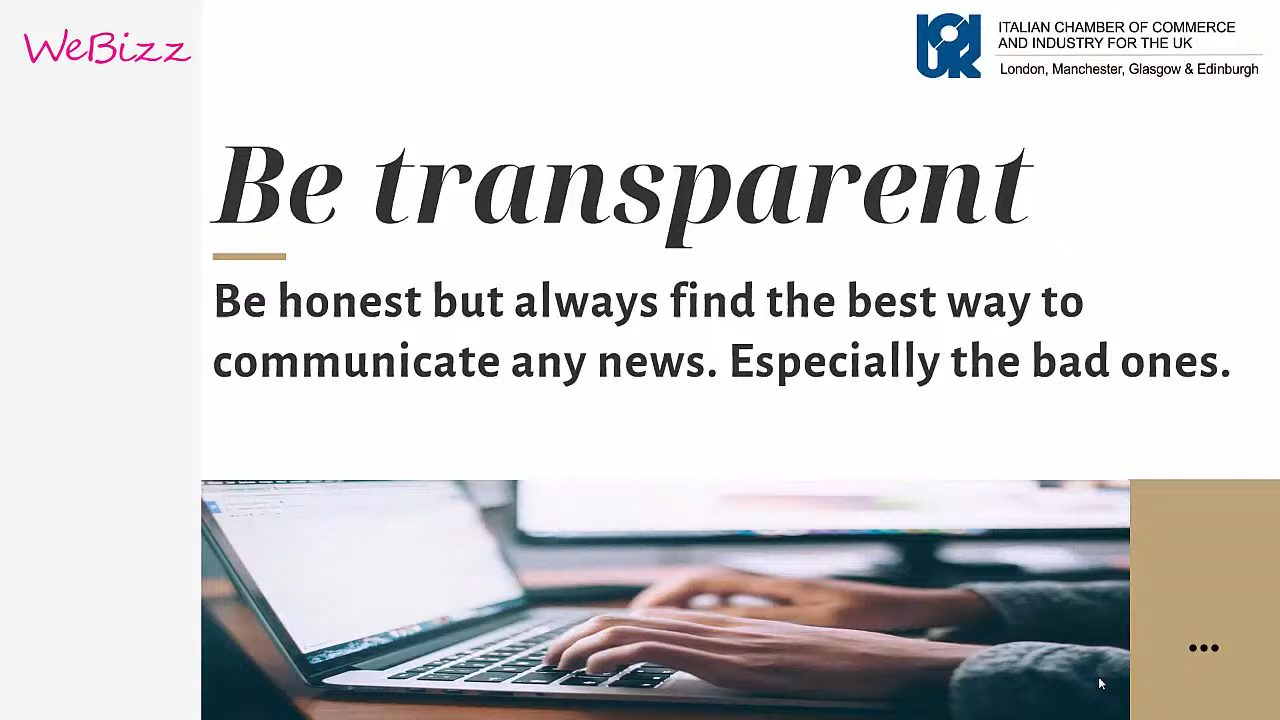 WeBizz
ITALIAN CHAMBER OF COMMERCE
AND INDUSTRY FOR THE UK
London, Manchester, Glasgow & Edinburgh
Be transparent
Be honest but always find the best way to
communicate any news. Especially the bad ones.